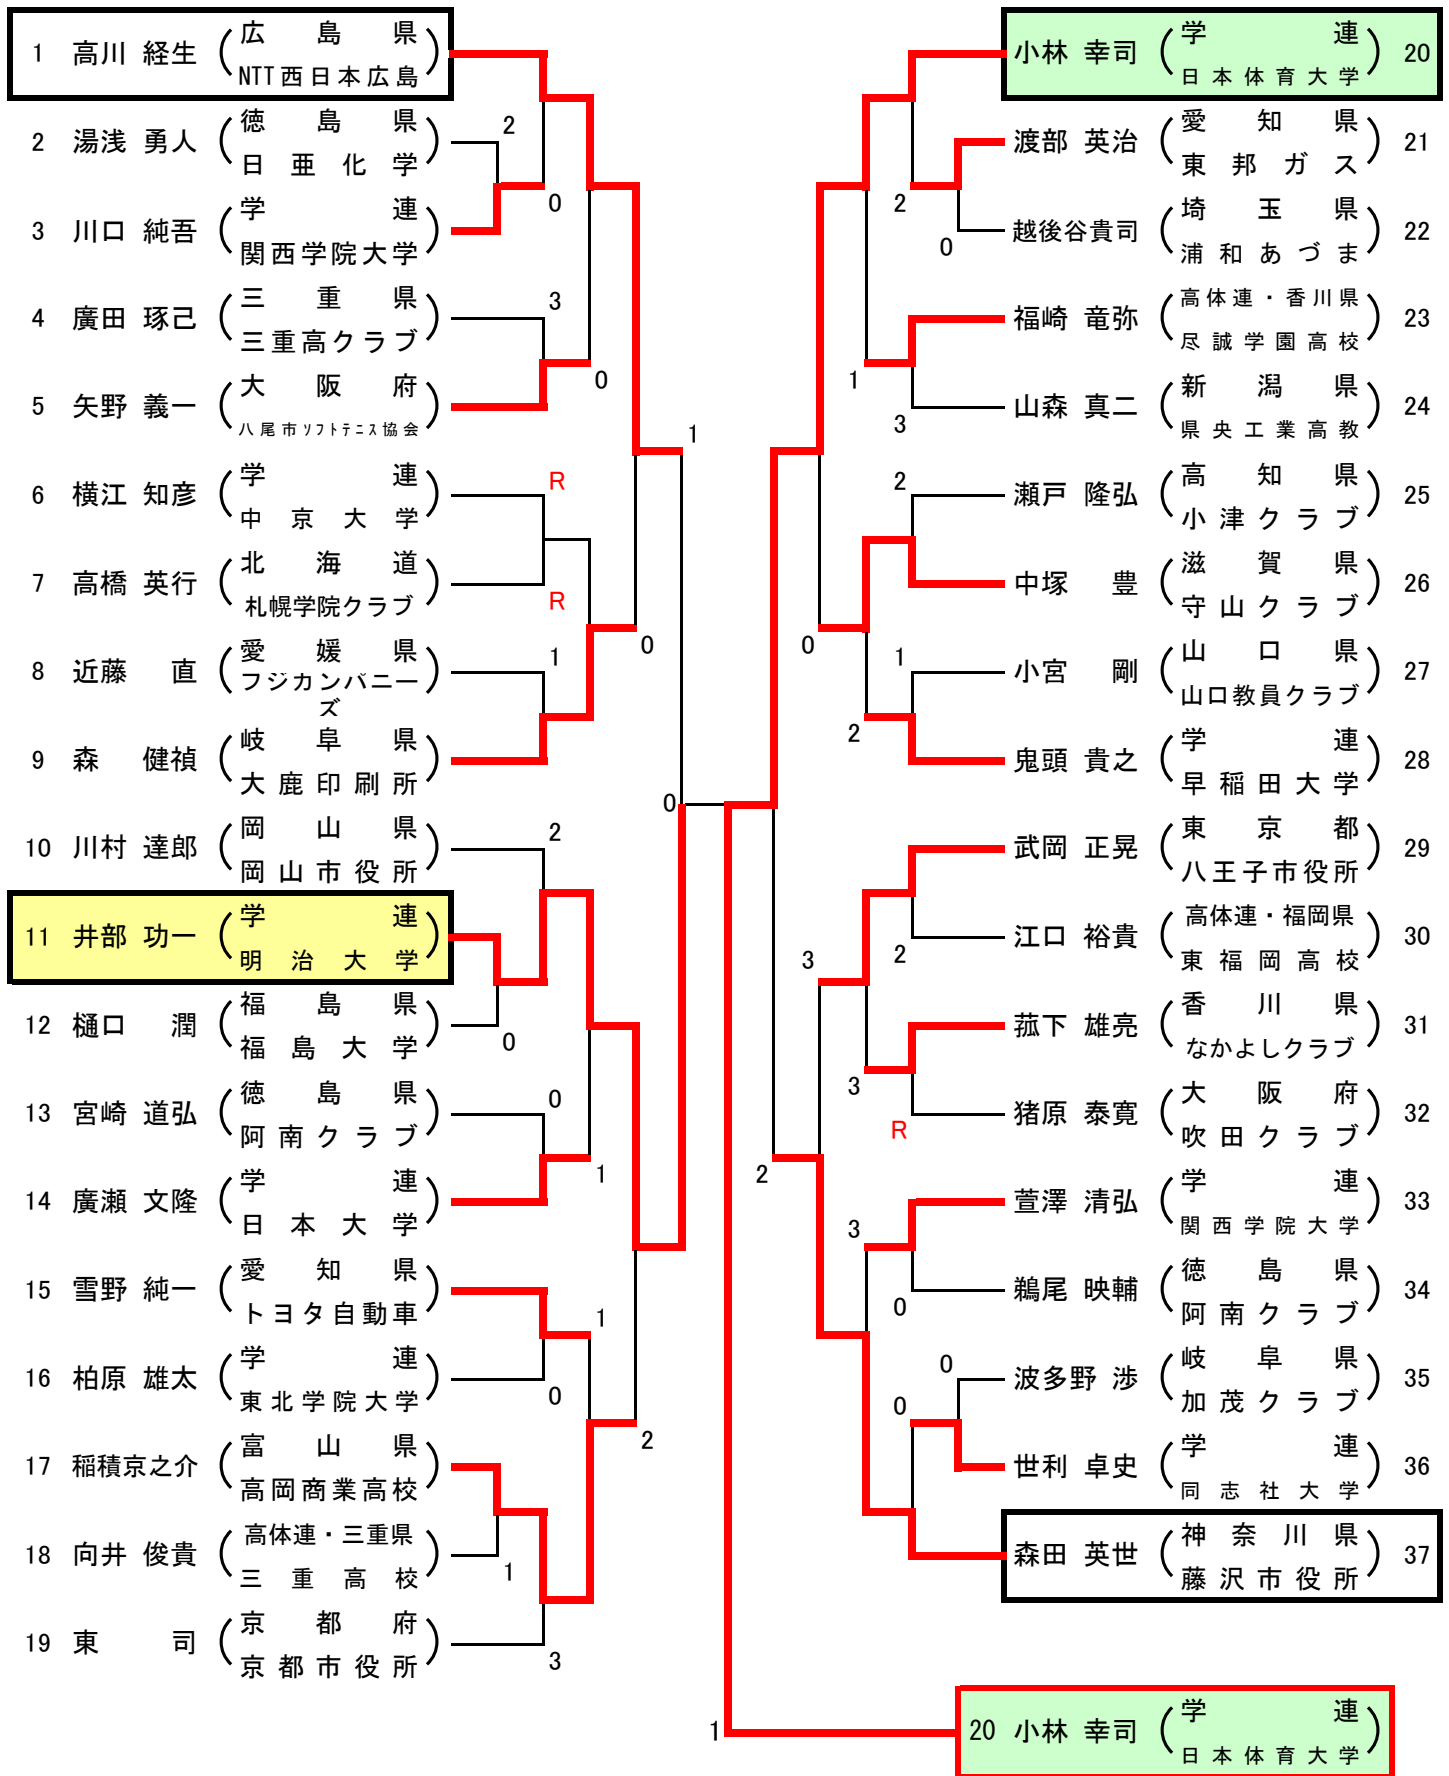 1 高川 経生 (広島県
NTT西日本広島)
2 湯浅 勇人 (徳島県
日亜化学)
2
3 川口 純吾 (学連
関西学院大学)
0
4 廣田 琢己 (三重県
三重高クラブ)
3
5 矢野 義一 (大阪府
八尾市ソフトテニス協会)
0
1
6 横江 知彦 (学連
中京大学)
R
7 高橋 英行 (北海道
札幌学院クラブ)
R
0
8 近藤 直 (愛媛県
フジカンパニーズ)
1
9 森 健禎 (岐阜県
大鹿印刷所)
0
10 川村 達郎 (岡山県
岡山市役所)
2
11 井部 功一 (学連
明治大学)
12 樋口 潤 (福島県
福島大学)
0
13 宮崎 道弘 (徳島県
阿南クラブ)
0
14 廣瀬 文隆 (学連
日本大学)
1
15 雪野 純一 (愛知県
トヨタ自動車)
1
16 柏原 雄太 (学連
東北学院大学)
0
2
17 稲積京之介 (富山県
高岡商業高校)
18 向井 俊貴 (高体連・三重県
三重高校)
1
19 東 司 (京都府
京都市役所)
3
小林 幸司 (学連
日本体育大学) 20
渡部 英治 (愛知県
東邦ガス) 21
2
越後谷貴司 (埼玉県
浦和あづま) 22
0
福崎 竜弥 (高体連・香川県
尽誠学園高校) 23
1
山森 真二 (新潟県
県央工業高教) 24
3
瀬戸 隆弘 (高知県
小津クラブ) 25
2
中塚 豊 (滋賀県
守山クラブ) 26
0
小宮 剛 (山口県
山口教員クラブ) 27
1
鬼頭 貴之 (学連
早稲田大学) 28
2
武岡 正晃 (東京都
八王子市役所) 29
江口 裕貴 (高体連・福岡県
東福岡高校) 30
2
3
菰下 雄亮 (香川県
なかよしクラブ) 31
3
猪原 泰寛 (大阪府
吹田クラブ) 32
R
2
萱澤 清弘 (学連
関西学院大学) 33
3
鵜尾 映輔 (徳島県
阿南クラブ) 34
0
波多野 渉 (岐阜県
加茂クラブ) 35
0
0
世利 卓史 (学連
同志社大学) 36
森田 英世 (神奈川県
藤沢市役所) 37
1
20 小林 幸司 (学連
日本体育大学)